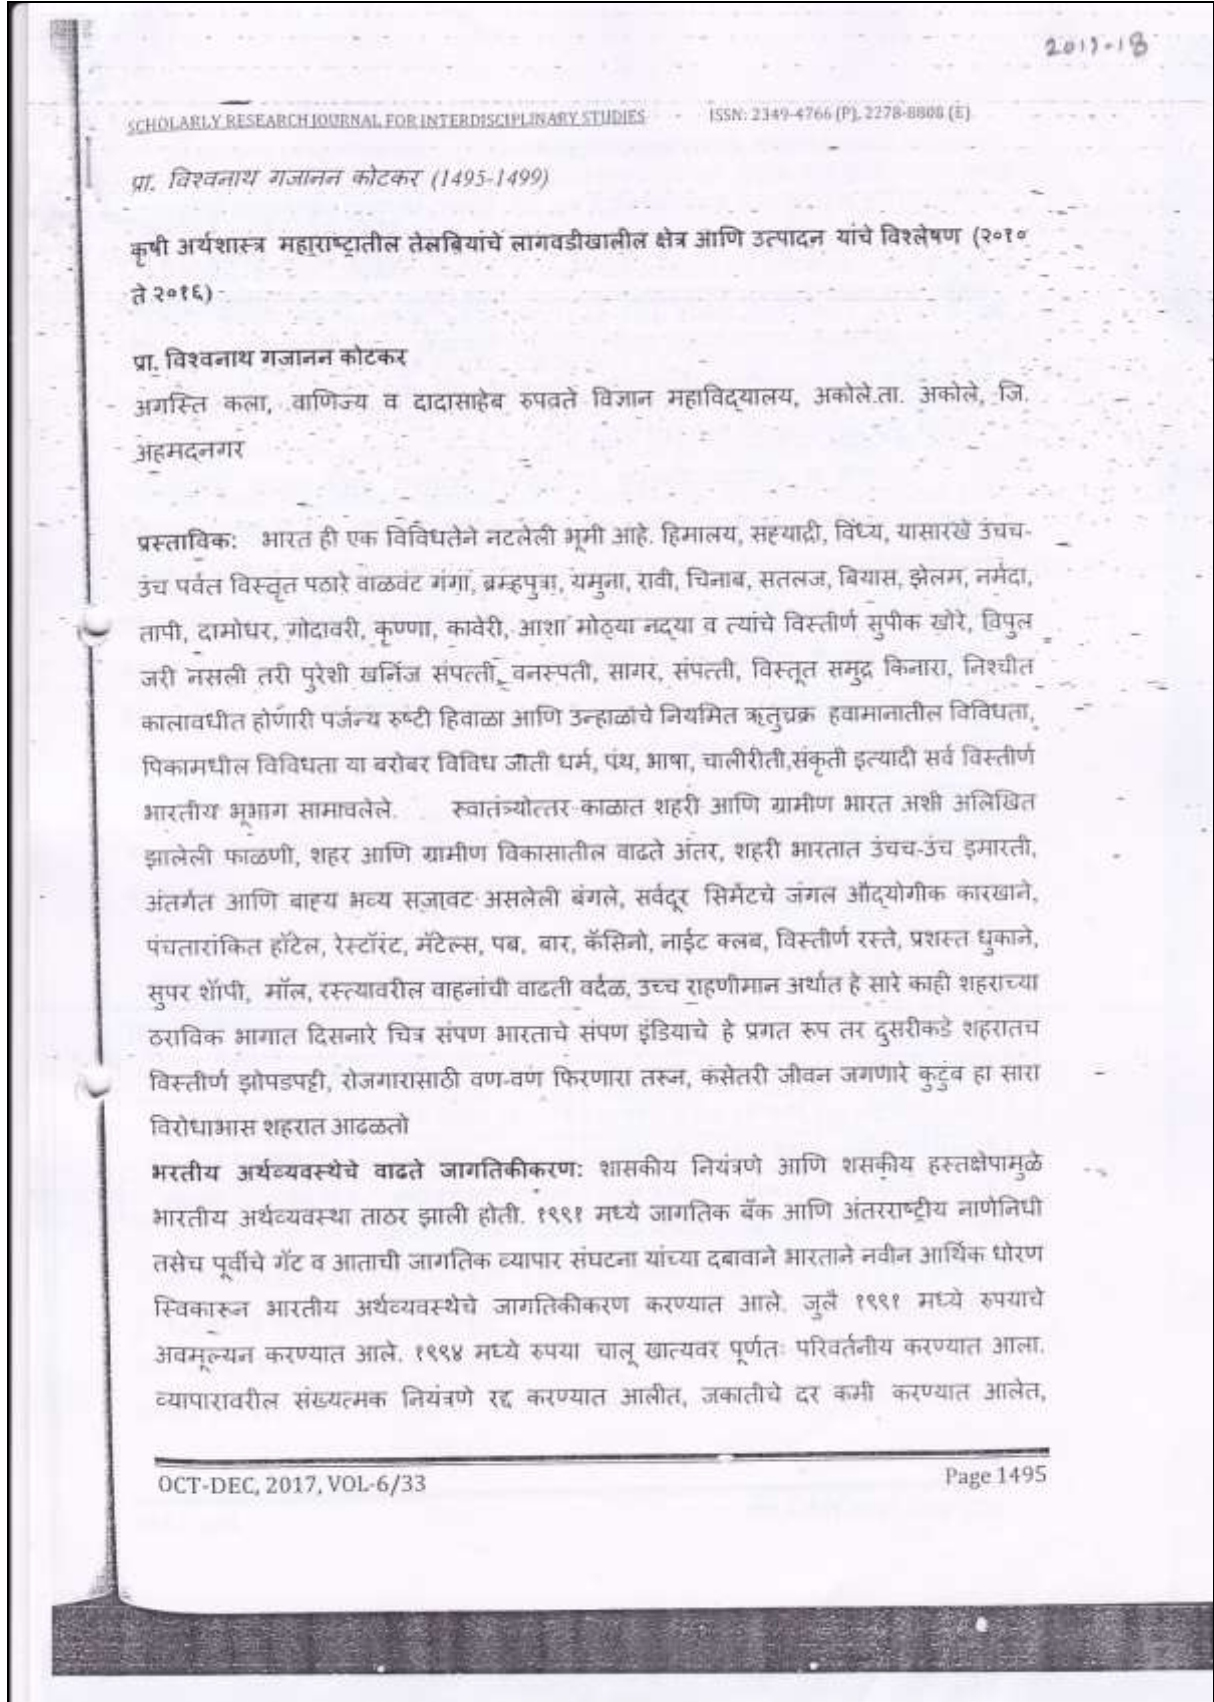 2017-18
SCHOLARLY RESEARCH JOURNAL FOR INTERDISCIPLINARY STUDIES ISSN: 2349-4766 (P), 2278-8808 (E)
प्रा. विश्वनाथ गजानन कोटकर (1495-1499)
कृषी अर्थशास्त्र महाराष्ट्रातील तेलबियांचे लागवडीखालील क्षेत्र आणि उत्पादन यांचे विश्लेषण (२०१०
ते २०१६)
प्रा. विश्वनाथ गजानन कोटकर
अगस्ति कला, वाणिज्य व दादासाहेब रुपवते विज्ञान महाविद्यालय, अकोले.ता. अकोले, जि.
अहमदनगर
प्रस्ताविक: भारत ही एक विविधतेने नटलेली भूमी आहे. हिमालय, सह्यादी, विंध्य, यासारखे उंचच-
उंच पर्वत विस्तृत पठारे वाळवंट गंगा, ब्रम्हपुत्रा, यमुना, रावी, चिनाब, सतलज, बियास, झेलम, नर्मदा,
तापी, दामोधर, गोदावरी, कृष्णा, कावेरी, आशा मोठ्या नद्या व त्यांचे विस्तीर्ण सुपीक खोरे, विपुल
जरी नसली तरी पुरेशी खनिज संपत्ती, वनस्पती, सागर, संपत्ती, विस्तृत समुद्र किनारा, निश्चीत
कालावधीत होणारी पर्जन्य रुष्टी हिवाळा आणि उन्हाळांचे नियमित ऋतुचक्र हवामानातील विविधता,
पिकामधील विविधता या बरोबर विविध जाती धर्म, पंथ, भाषा, चालीरीती,संकृती इत्यादी सर्व विस्तीर्ण
भारतीय भूभाग सामावलेले. स्वातंत्र्योत्तर काळात शहरी आणि ग्रामीण भारत अशी अलिखित
झालेली फाळणी, शहर आणि ग्रामीण विकासातील वाढते अंतर, शहरी भारतात उंचच-उंच इमारती,
अंतर्गत आणि बाह्य भव्य सजावट असलेली बंगले, सर्वदूर सिमेंटचे जंगल औद्योगीक कारखाने,
पंचतारांकित हॉटेल, रेस्टॉरंट, मॅटेल्स, पब, बार, कॅसिनो, नाईट क्लब, विस्तीर्ण रस्ते, प्रशस्त धुकाने,
सुपर शॅापी, मॉल, रस्त्यावरील वाहनांची वाढती वर्दळ, उच्च राहणीमान अर्थात हे सारे काही शहराच्या
ठराविक भागात दिसनारे चित्र संपण भारताचे संपण इंडियाचे हे प्रगत रूप तर दुसरीकडे शहरातच
विस्तीर्ण झोपडपट्टी, रोजगारासाठी वण-वण फिरणारा तरून, कसेतरी जीवन जगणारे कुटुंब हा सारा
विरोधाभास शहरात आढळतो
भरतीय अर्थव्यवस्थेचे वाढते जागतिकीकरण: शासकीय नियंत्रणे आणि शसकीय हस्तक्षेपामुळे
भारतीय अर्थव्यवस्था ताठर झाली होती. १९९१ मध्ये जागतिक बॅक आणि अंतरराष्ट्रीय नाणेनिधी
तसेच पूर्वीचे गॅट व आताची जागतिक व्यापार संघटना यांच्या दबावाने भारताने नवीन आर्थिक धोरण
स्विकारून भारतीय अर्थव्यवस्थेचे जागतिकीकरण करण्यात आले. जुलै १९९१ मध्ये रुपयाचे
अवमूल्यन करण्यात आले. १९९४ मध्ये रुपया चालू खात्यवर पूर्णतः परिवर्तनीय करण्यात आला.
व्यापारावरील संख्यत्मक नियंत्रणे रद्द करण्यात आलीत, जकातीचे दर कमी करण्यात आलेत,
OCT-DEC, 2017, VOL-6/33 Page 1495